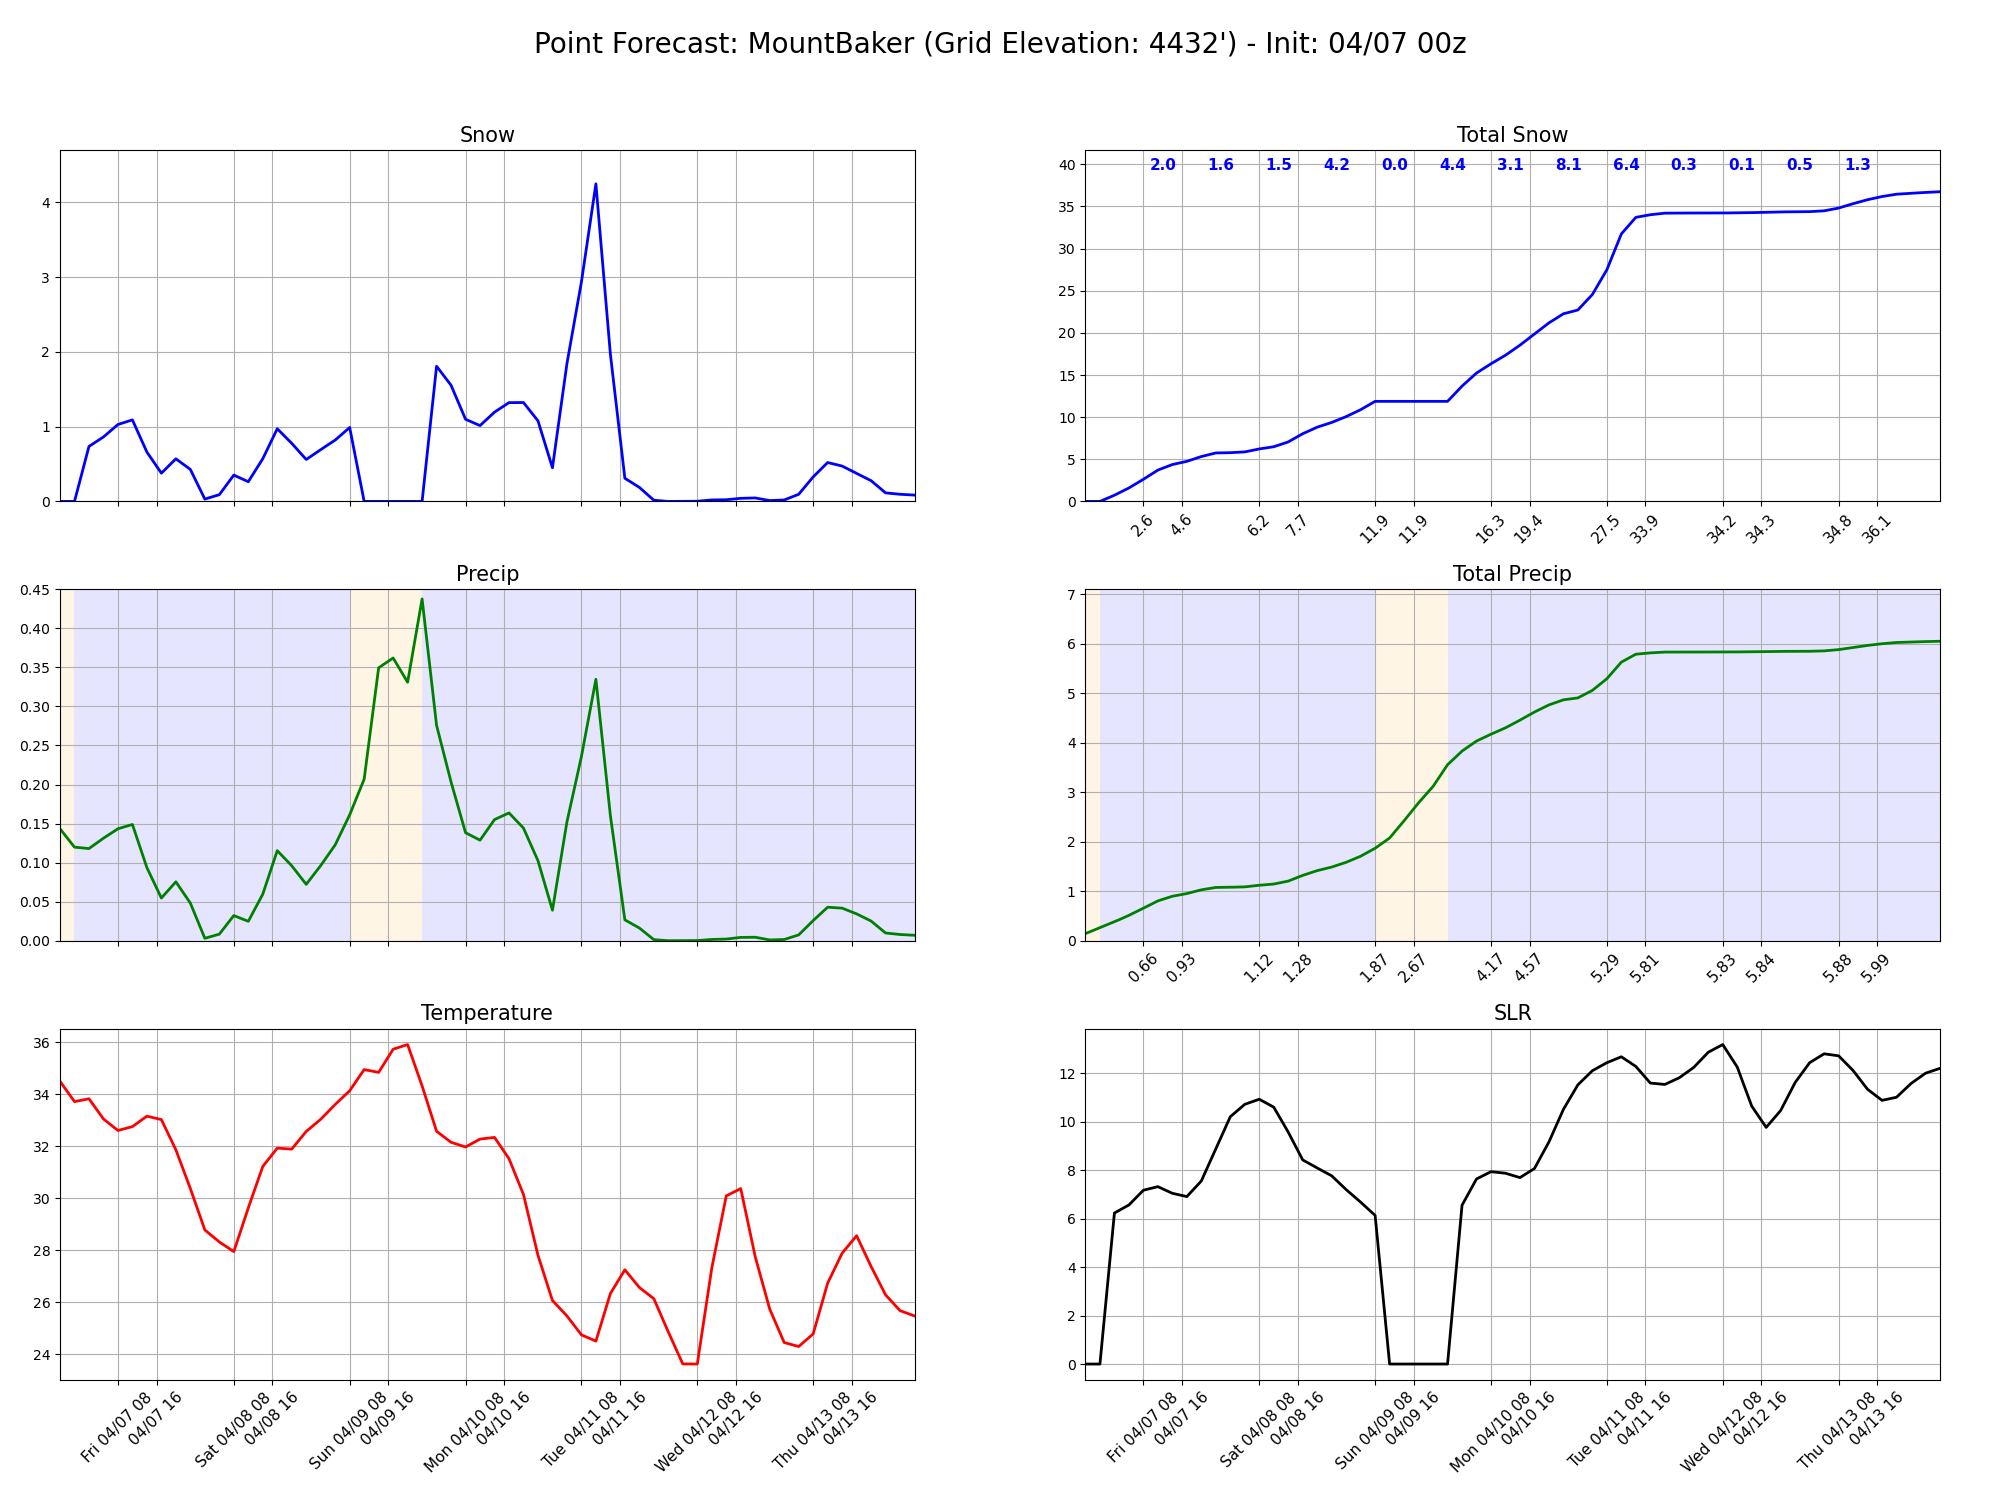 Point Forecast: MountBaker (Grid Elevation: 4432') - Init: 04/07 00z
Snow
4
3
2
1
0
Total Snow
40
35
30
25
20
15
10
5
0
2.0 1.6 1.5 4.2 0.0 4.4 3.1 8.1 6.4 0.3 0.1 0.5 1.3
2.6 4.6 6.2 7.7 11.9 11.9 16.3 19.4 27.5 33.9 34.2 34.3 34.8 36.1
Precip
0.45
0.40
0.35
0.30
0.25
0.20
0.15
0.10
0.05
0.00
Total Precip
7
6
5
4
3
2
1
0
0.66 0.93 1.12 1.28 1.87 2.67 4.17 4.57 5.29 5.81 5.83 5.84 5.88 5.99
Temperature
36
34
32
30
28
26
24
Fri 04/07 08
04/07 16
Sat 04/08 08
04/08 16
Sun 04/09 08
04/09 16
Mon 04/10 08
04/10 16
Tue 04/11 08
04/11 16
Wed 04/12 08
04/12 16
Thu 04/13 08
04/13 16
SLR
12
10
8
6
4
2
0
Fri 04/07 08
04/07 16
Sat 04/08 08
04/08 16
Sun 04/09 08
04/09 16
Mon 04/10 08
04/10 16
Tue 04/11 08
04/11 16
Wed 04/12 08
04/12 16
Thu 04/13 08
04/13 16